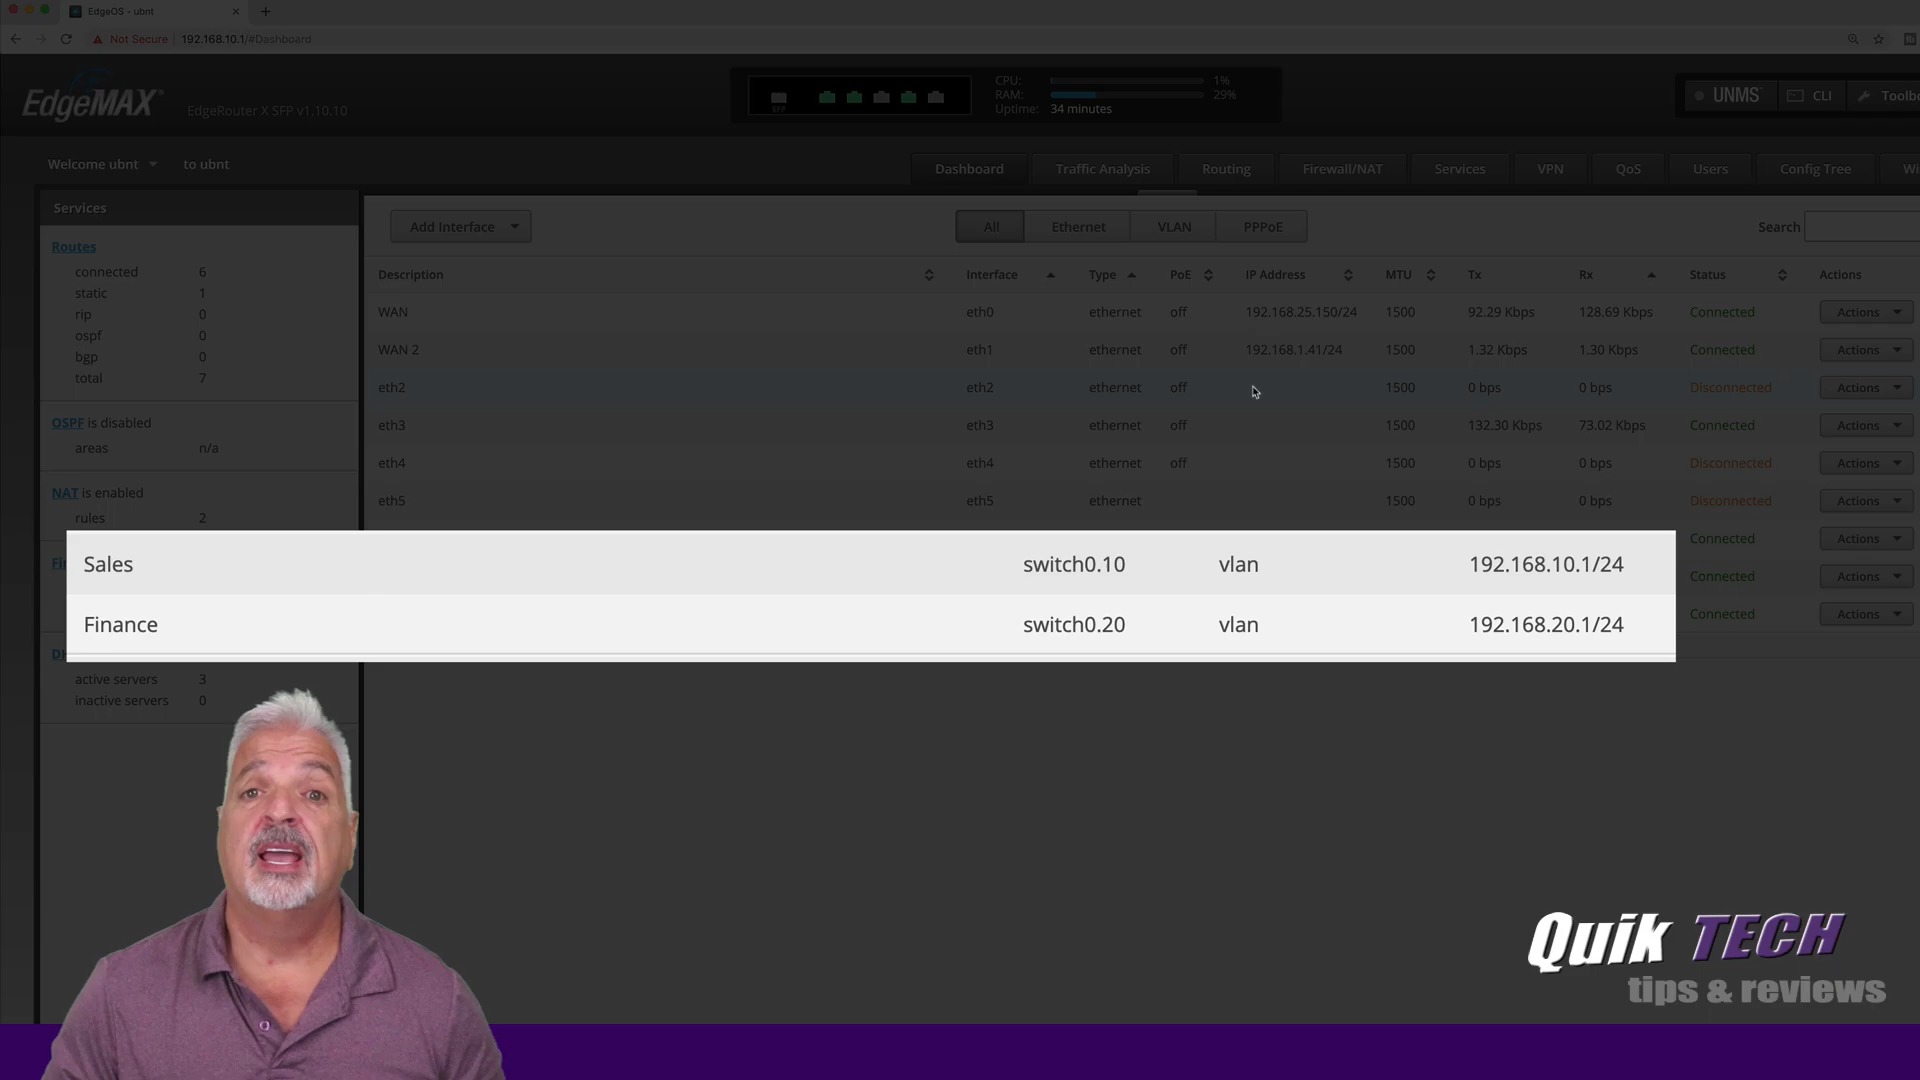 EdgeOS - ubnt
Not Secure 192.168.10.1/#Dashboard
EdgeMAX EdgeRouter X SFP v1.10.10
SFP
CPU: 1%
RAM: 29%
Uptime: 34 minutes
UNMS CLI Toolbo
Welcome ubnt to ubnt
Dashboard Traffic Analysis Routing Firewall/NAT Services VPN QoS Users Config Tree Wi
Services
Routes
connected 6
static 1
rip 0
ospf 0
bgp 0
total 7
OSPF is disabled
areas n/a
NAT is enabled
rules 2
Fi
D
active servers 3
inactive servers 0
Add Interface All Ethernet VLAN PPPoE Search
Description Interface Type PoE IP Address MTU Tx Rx Status Actions
WAN eth0 ethernet off 192.168.25.150/24 1500 92.29 Kbps 128.69 Kbps Connected Actions
WAN 2 eth1 ethernet off 192.168.1.41/24 1500 1.32 Kbps 1.30 Kbps Connected Actions
eth2 eth2 ethernet off 1500 0 bps 0 bps Disconnected Actions
eth3 eth3 ethernet off 1500 132.30 Kbps 73.02 Kbps Connected Actions
eth4 eth4 ethernet off 1500 0 bps 0 bps Disconnected Actions
eth5 eth5 ethernet 1500 0 bps 0 bps Disconnected Actions
Connected Actions
Connected Actions
Connected Actions
Sales switch0.10 vlan 192.168.10.1/24
Finance switch0.20 vlan 192.168.20.1/24
Quik TECH
tips & reviews